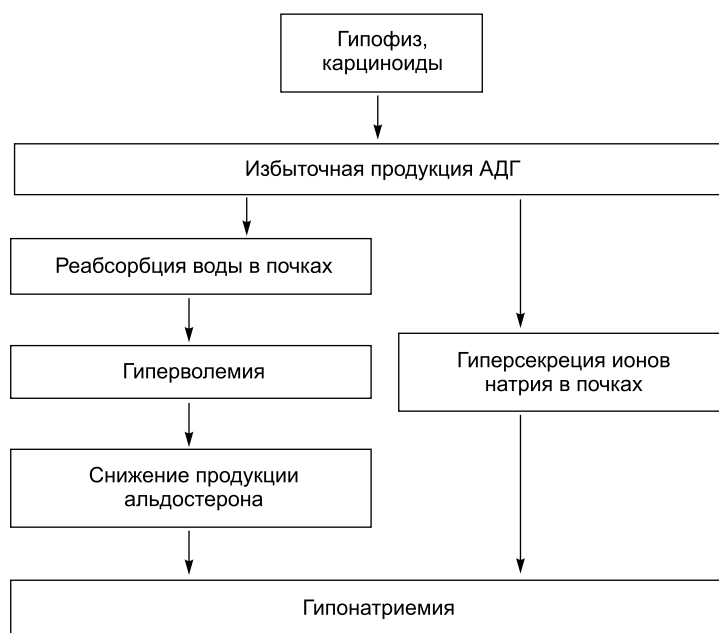 Гипофиз,
карциноиды
Избыточная продукция АДГ
Реабсорбция воды в почках
Гиперволемия
Гиперсекреция ионов
натрия в почках
Снижение продукции
альдостерона
Гипонатриемия